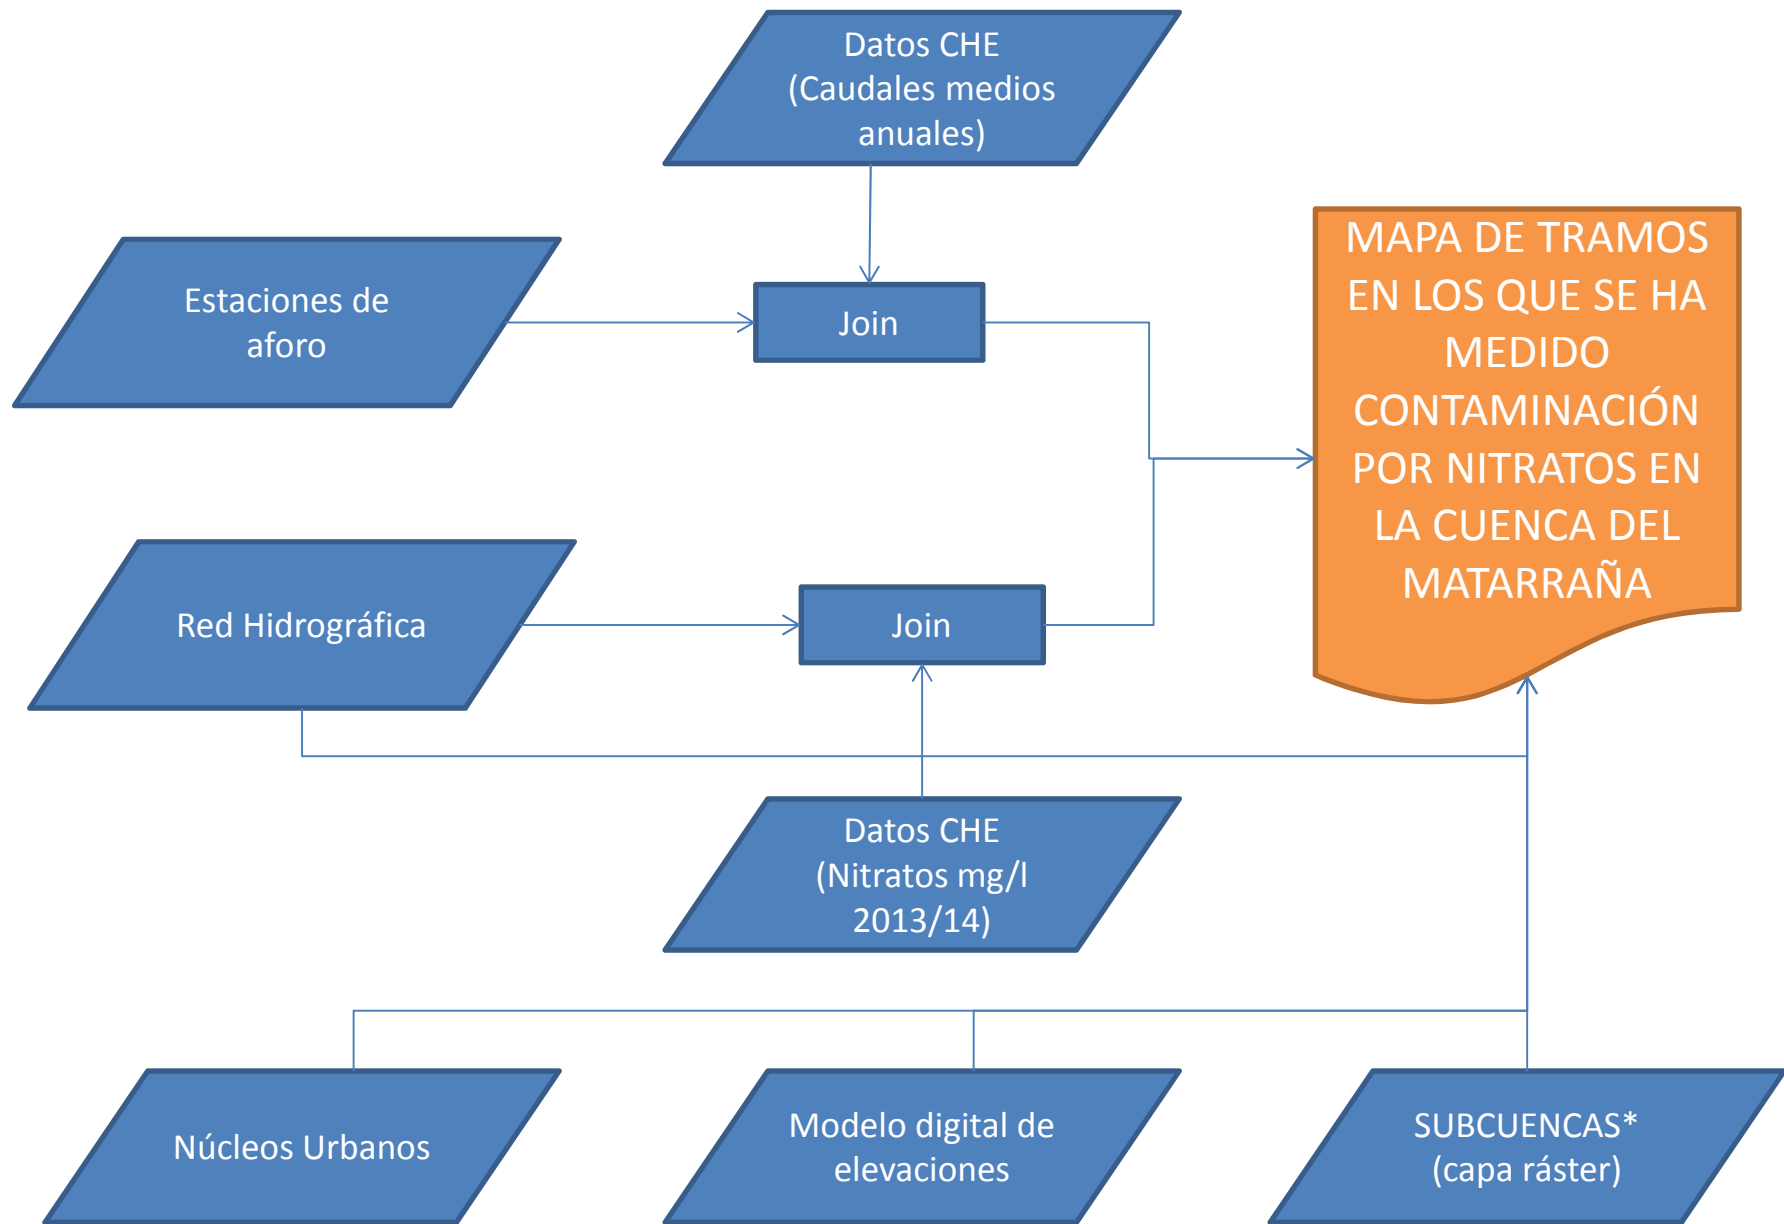 Datos CHE
(Caudales medios
anuales)
Estaciones de
aforo
Join
MAPA DE TRAMOS
EN LOS QUE SE HA
MEDIDO
CONTAMINACIÓN
POR NITRATOS EN
LA CUENCA DEL
MATARRAÑA
Red Hidrográfica
Join
Datos CHE
(Nitratos mg/l
2013/14)
Núcleos Urbanos
Modelo digital de
elevaciones
SUBCUENCAS*
(capa ráster)